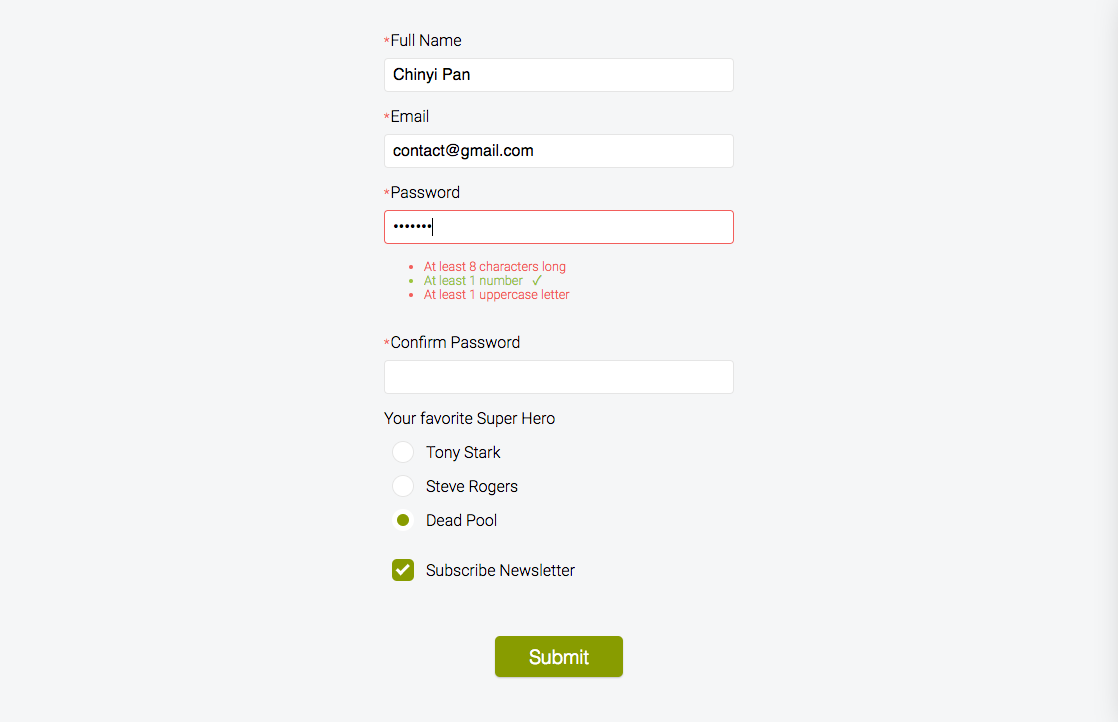 *Full Name
Chinyi Pan
*Email
contact@gmail.com
*Password
•••••••
• At least 8 characters long
• At least 1 number ✓
• At least 1 uppercase letter
*Confirm Password
Your favorite Super Hero
Tony Stark
Steve Rogers
Dead Pool
Subscribe Newsletter
Submit